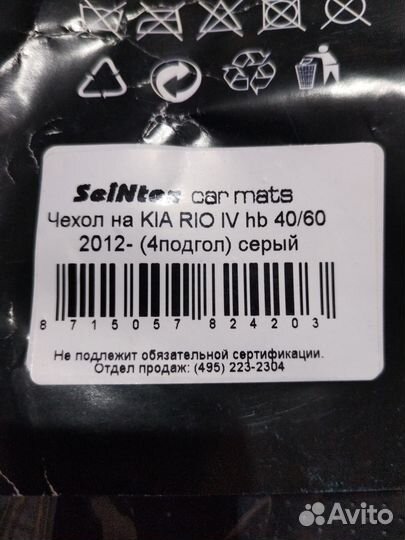 SeiNtex car mats
Чехол на KIA RIO IV hb 40/60
2012- (4подгол) серый
8 715057 824203
Не подлежит обязательной сертификации.
Отдел продаж: (495) 223-2304
Avito